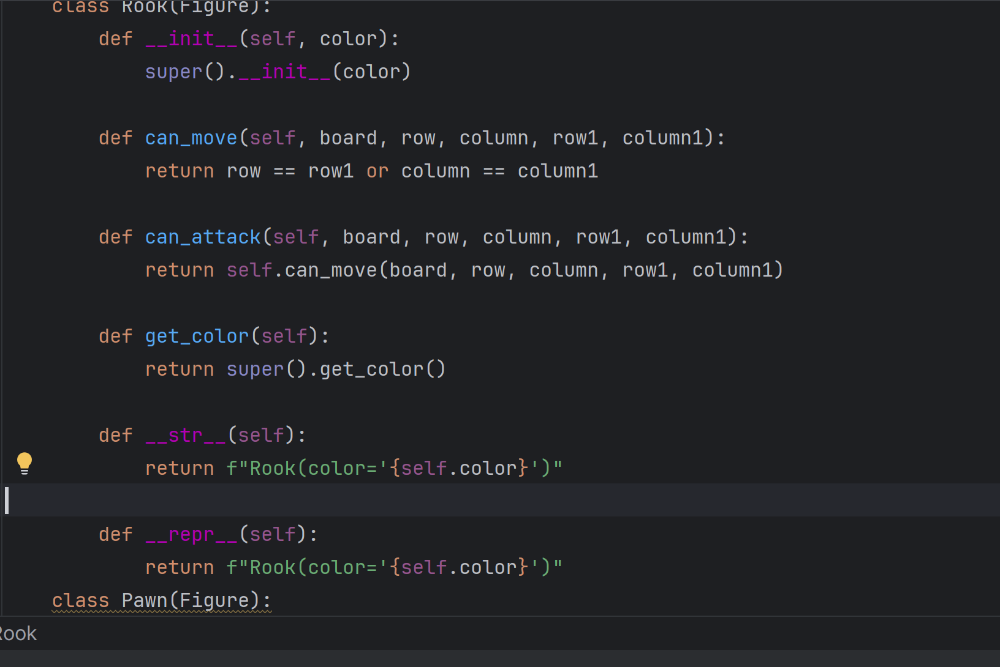 class Rook(Figure):
def __init__(self, color):
super().__init__(color)
def can_move(self, board, row, column, row1, column1):
return row == row1 or column == column1
def can_attack(self, board, row, column, row1, column1):
return self.can_move(board, row, column, row1, column1)
def get_color(self):
return super().get_color()
def __str__(self):
return f"Rook(color='{self.color}')"
def __repr__(self):
return f"Rook(color='{self.color}')"
class Pawn(Figure):
Rook